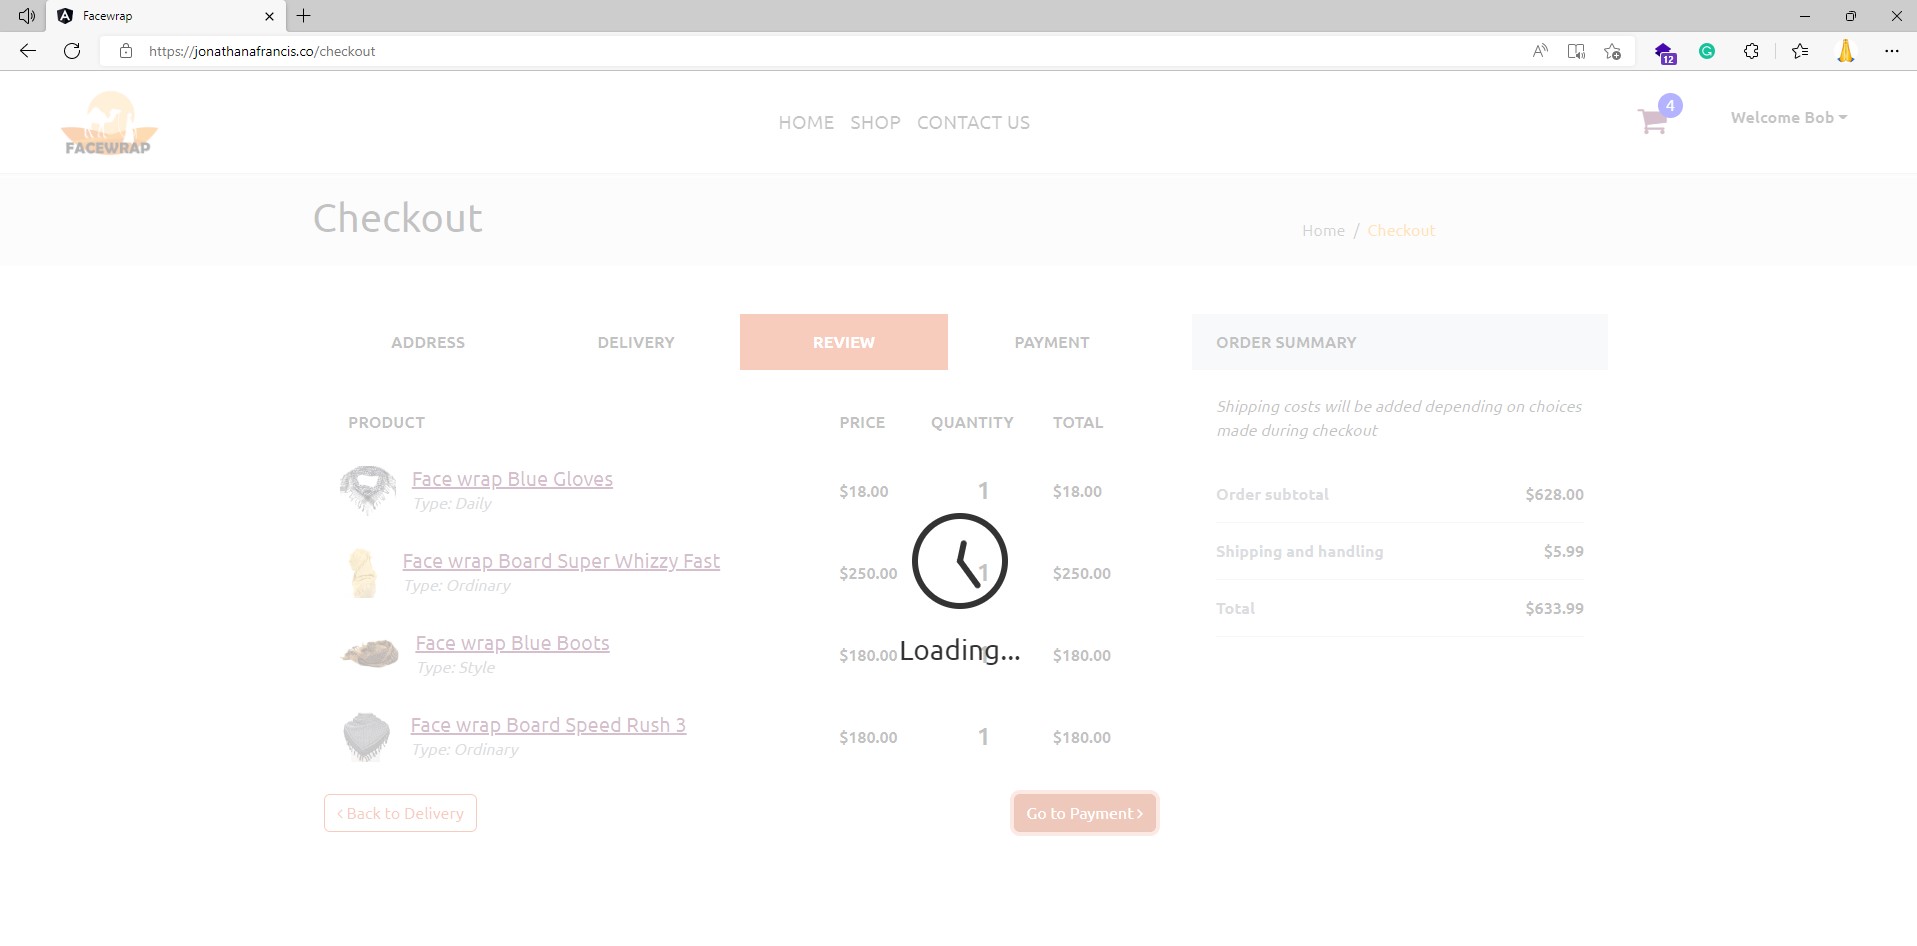 Facewrap
https://jonathanafrancis.co/checkout
12
FACEWRAP
HOME SHOP CONTACT US
4
Welcome Bob
Checkout
Home / Checkout
ADDRESS DELIVERY REVIEW PAYMENT
ORDER SUMMARY
PRODUCT PRICE QUANTITY TOTAL
Face wrap Blue Gloves
Type: Daily
$18.00 1 $18.00
Face wrap Board Super Whizzy Fast
Type: Ordinary
$250.00 1 $250.00
Face wrap Blue Boots
Type: Style
$180.00 1 $180.00
Face wrap Board Speed Rush 3
Type: Ordinary
$180.00 1 $180.00
Loading...
Back to Delivery
Go to Payment
Shipping costs will be added depending on choices
made during checkout
Order subtotal $628.00
Shipping and handling $5.99
Total $633.99